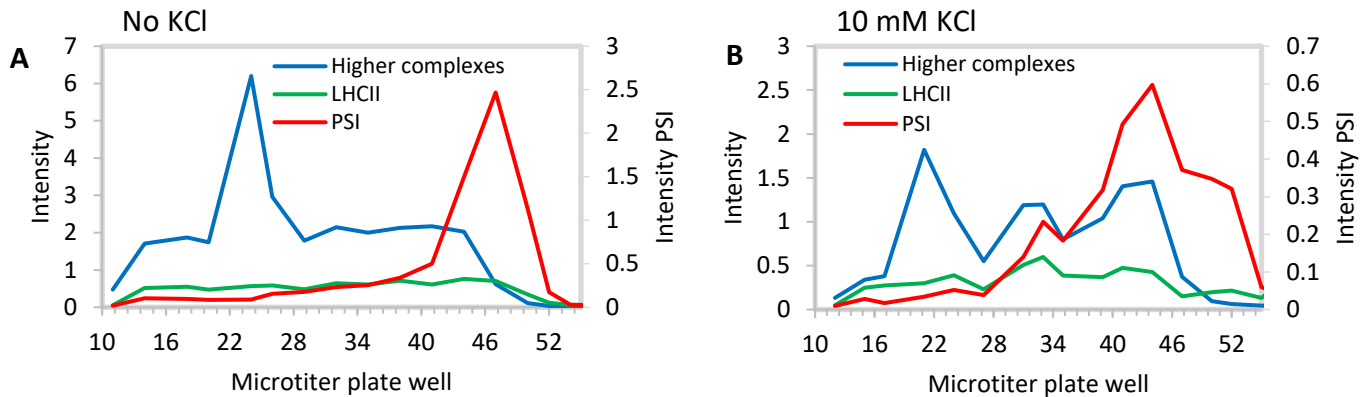 A
No KCl
Intensity
7
6
5
4
3
2
1
0
Higher complexes
LHCII
PSI
3
2.5
2
1.5
1
0.5
0
Intensity PSI
10 16 22 28 34 40 46 52
Microtiter plate well
B
10 mM KCl
Intensity
3
2.5
2
1.5
1
0.5
0
Higher complexes
LHCII
PSI
0.7
0.6
0.5
0.4
0.3
0.2
0.1
0
Intensity PSI
10 16 22 28 34 40 46 52
Microtiter plate well